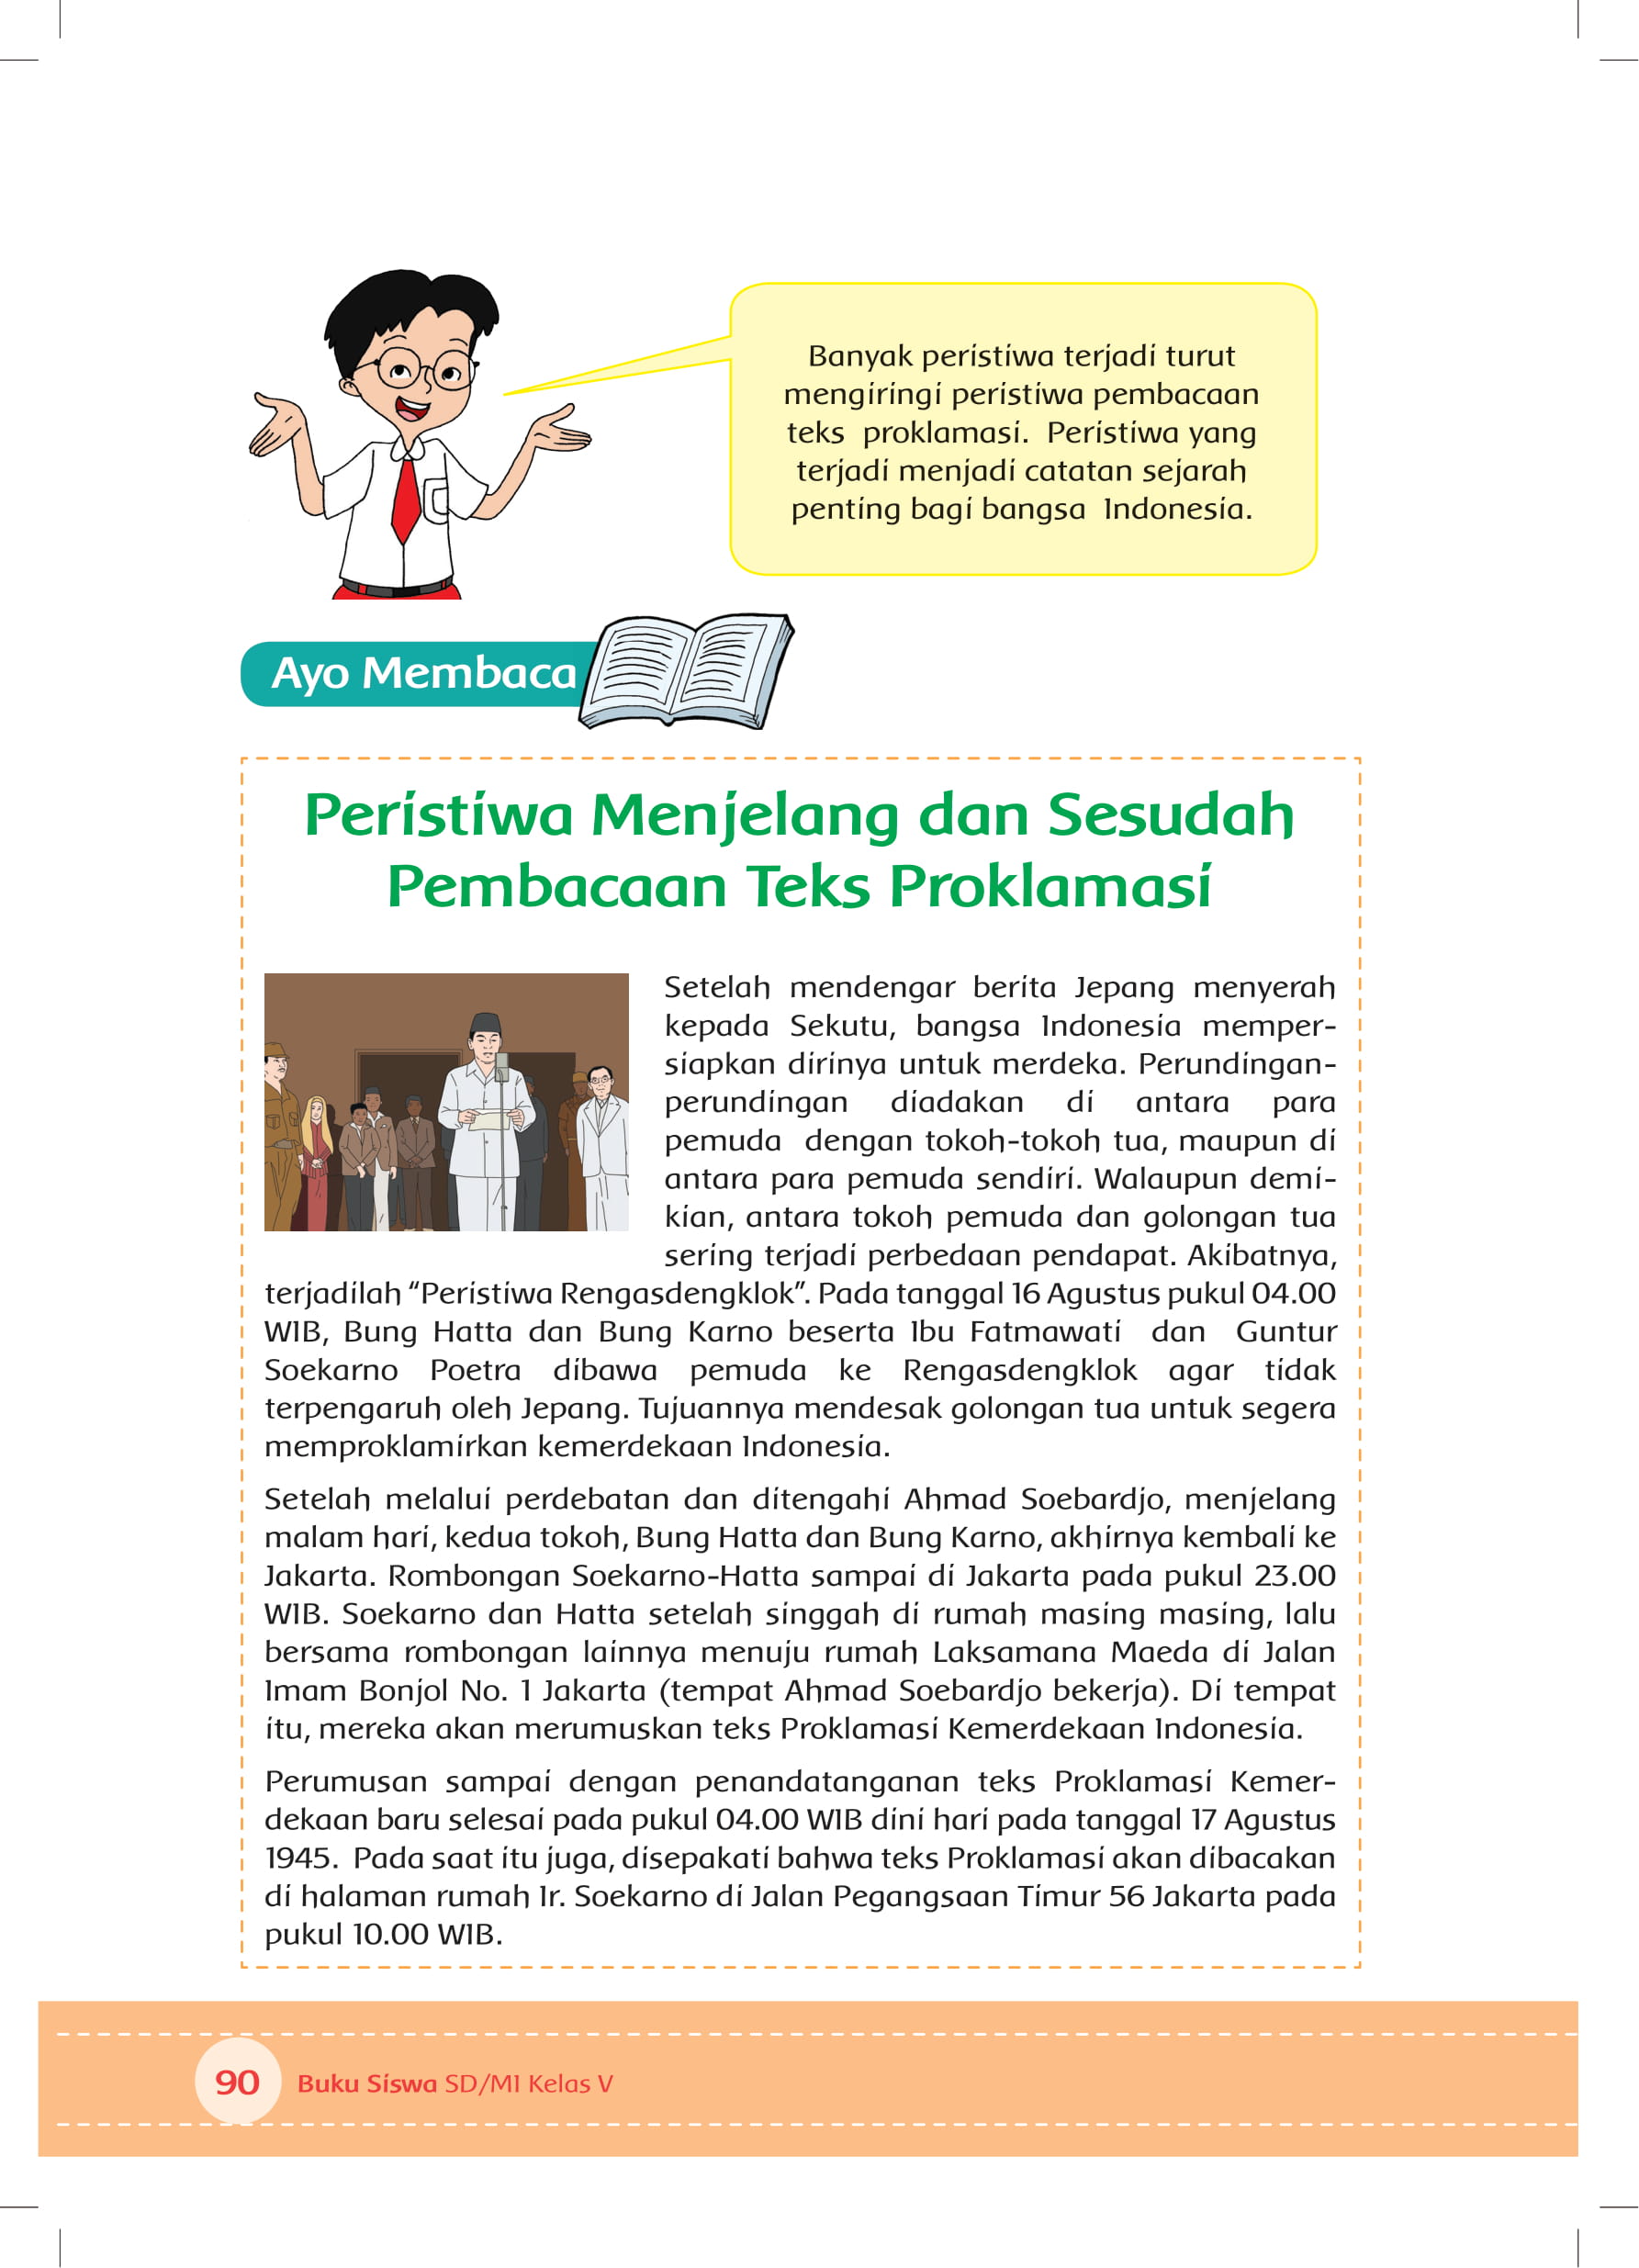 Banyak peristiwa terjadi turut
mengiringi peristiwa pembacaan
teks proklamasi. Peristiwa yang
terjadi menjadi catatan sejarah
penting bagi bangsa Indonesia.
Ayo Membaca
Peristiwa Menjelang dan Sesudah
Pembacaan Teks Proklamasi
Setelah mendengar berita Jepang menyerah
kepada Sekutu, bangsa Indonesia memper-
siapkan dirinya untuk merdeka. Perundingan-
perundingan diadakan di antara para
pemuda dengan tokoh-tokoh tua, maupun di
antara para pemuda sendiri. Walaupun demi-
kian, antara tokoh pemuda dan golongan tua
sering terjadi perbedaan pendapat. Akibatnya,
terjadilah “Peristiwa Rengasdengklok”. Pada tanggal 16 Agustus pukul 04.00
WIB, Bung Hatta dan Bung Karno beserta Ibu Fatmawati dan Guntur
Soekarno Poetra dibawa pemuda ke Rengasdengklok agar tidak
terpengaruh oleh Jepang. Tujuannya mendesak golongan tua untuk segera
memproklamirkan kemerdekaan Indonesia.
Setelah melalui perdebatan dan ditengahi Ahmad Soebardjo, menjelang
malam hari, kedua tokoh, Bung Hatta dan Bung Karno, akhirnya kembali ke
Jakarta. Rombongan Soekarno-Hatta sampai di Jakarta pada pukul 23.00
WIB. Soekarno dan Hatta setelah singgah di rumah masing masing, lalu
bersama rombongan lainnya menuju rumah Laksamana Maeda di Jalan
Imam Bonjol No. 1 Jakarta (tempat Ahmad Soebardjo bekerja). Di tempat
itu, mereka akan merumuskan teks Proklamasi Kemerdekaan Indonesia.
Perumusan sampai dengan penandatanganan teks Proklamasi Kemer-
dekaan baru selesai pada pukul 04.00 WIB dini hari pada tanggal 17 Agustus
1945. Pada saat itu juga, disepakati bahwa teks Proklamasi akan dibacakan
di halaman rumah Ir. Soekarno di Jalan Pegangsaan Timur 56 Jakarta pada
pukul 10.00 WIB.
90 Buku Siswa SD/MI Kelas V